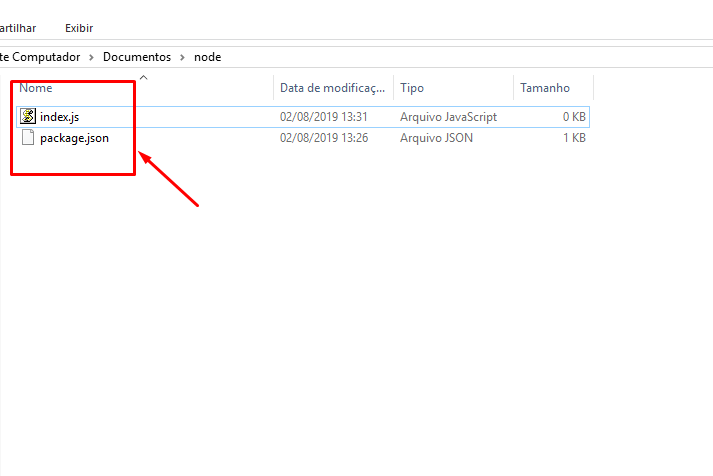 artilhar Exibir
te Computador > Documentos > node
Nome Data de modificaç... Tipo Tamanho
index.js 02/08/2019 13:31 Arquivo JavaScript 0 KB
package.json 02/08/2019 13:26 Arquivo JSON 1 KB